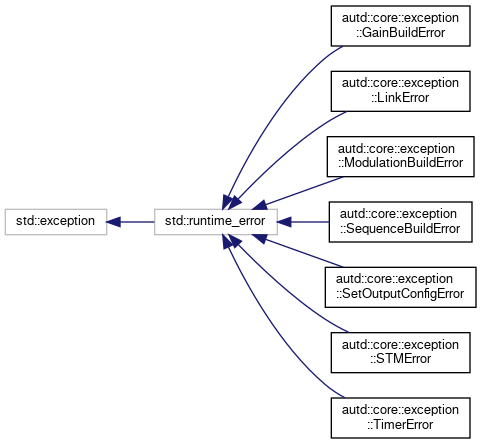 autd::core::exception
::GainBuildError
autd::core::exception
::LinkError
autd::core::exception
::ModulationBuildError
std::exception
std::runtime_error
autd::core::exception
::SequenceBuildError
autd::core::exception
::SetOutputConfigError
autd::core::exception
::STMError
autd::core::exception
::TimerError